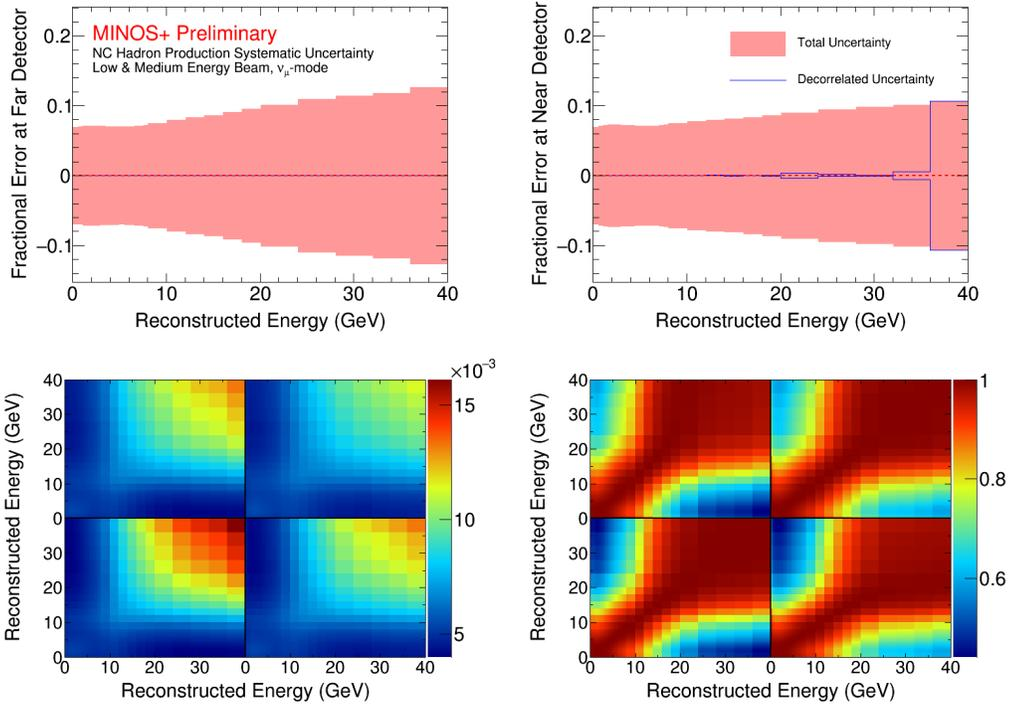 Fractional Error at Far Detector
0.2
0.1
0
−0.1
MINOS+ Preliminary
NC Hadron Production Systematic Uncertainty
Low & Medium Energy Beam, νμ-mode
0 10 20 30 40
Reconstructed Energy (GeV)
Fractional Error at Near Detector
0.2
0.1
0
−0.1
Total Uncertainty
Decorrelated Uncertainty
0 10 20 30 40
Reconstructed Energy (GeV)
Reconstructed Energy (GeV)
40
30
20
10
0
Reconstructed Energy (GeV)
30
20
10
0
0 10 20 30 0 10 20 30 40
Reconstructed Energy (GeV)
×10⁻³
15
10
5
Reconstructed Energy (GeV)
40
30
20
10
0
Reconstructed Energy (GeV)
30
20
10
0
0 10 20 30 0 10 20 30 40
Reconstructed Energy (GeV)
1
0.8
0.6